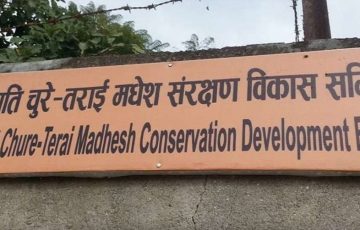 चुरे-तराई मधेश संरक्षण विकास
Chure-Terai Madhesh Conservation Development